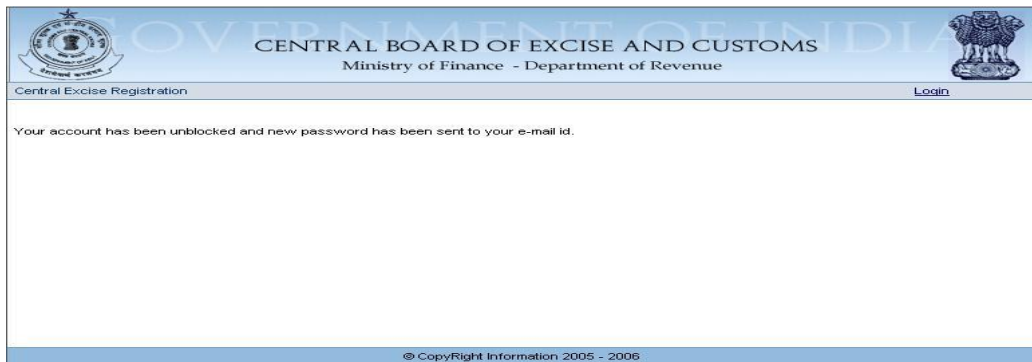 GOVERNMENT OF INDIA
CENTRAL BOARD OF EXCISE AND CUSTOMS
Ministry of Finance - Department of Revenue
Central Excise Registration
Login
Your account has been unblocked and new password has been sent to your e-mail id.
© CopyRight Information 2005 - 2006